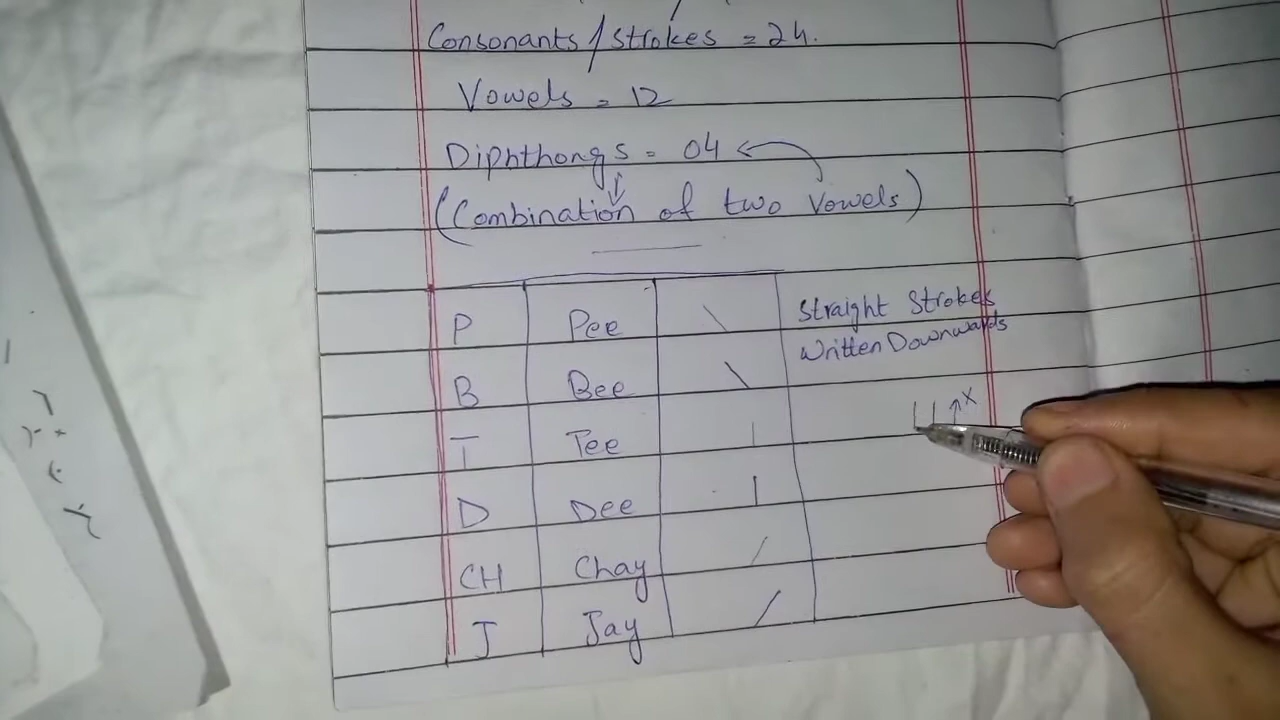 Consonants/Strokes = 24.
Vowels = 12
Diphthongs = 04
(Combination of two Vowels)
P Pee \ Straight Strokes
Written Downwards
B Bee \
T Tee |
D Dee |
CH Chay /
J Jay /